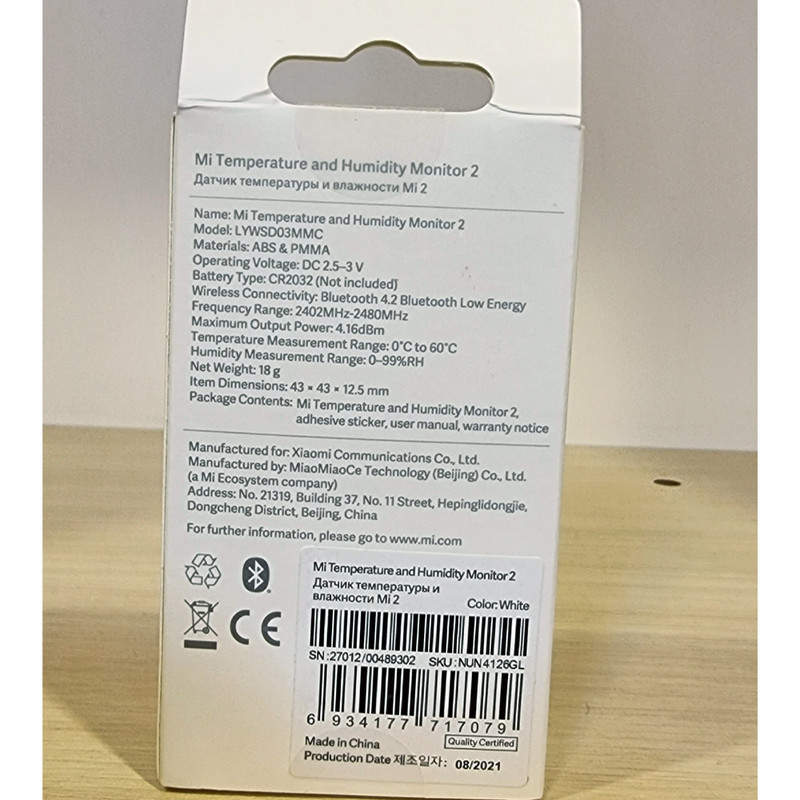 Mi Temperature and Humidity Monitor 2
Датчик температуры и влажности Mi 2
Name: Mi Temperature and Humidity Monitor 2
Model: LYWSD03MMC
Materials: ABS & PMMA
Operating Voltage: DC 2.5–3 V
Battery Type: CR2032 (Not included)
Wireless Connectivity: Bluetooth 4.2 Bluetooth Low Energy
Frequency Range: 2402MHz-2480MHz
Maximum Output Power: 4.16dBm
Temperature Measurement Range: 0°C to 60°C
Humidity Measurement Range: 0–99%RH
Net Weight: 18 g
Item Dimensions: 43 × 43 × 12.5 mm
Package Contents: Mi Temperature and Humidity Monitor 2,
adhesive sticker, user manual, warranty notice
Manufactured for: Xiaomi Communications Co., Ltd.
Manufactured by: MiaoMiaoCe Technology (Beijing) Co., Ltd.
(a Mi Ecosystem company)
Address: No. 21319, Building 37, No. 11 Street, Hepinglidongjie,
Dongcheng District, Beijing, China
For further information, please go to www.mi.com
Mi Temperature and Humidity Monitor 2
Датчик температуры и
влажности Mi 2
Color: White
SN:27012/00489302 SKU:NUN4126GL
6 934177 717079
Made in China
Quality Certified
Production Date 제조일자: 08/2021
CE